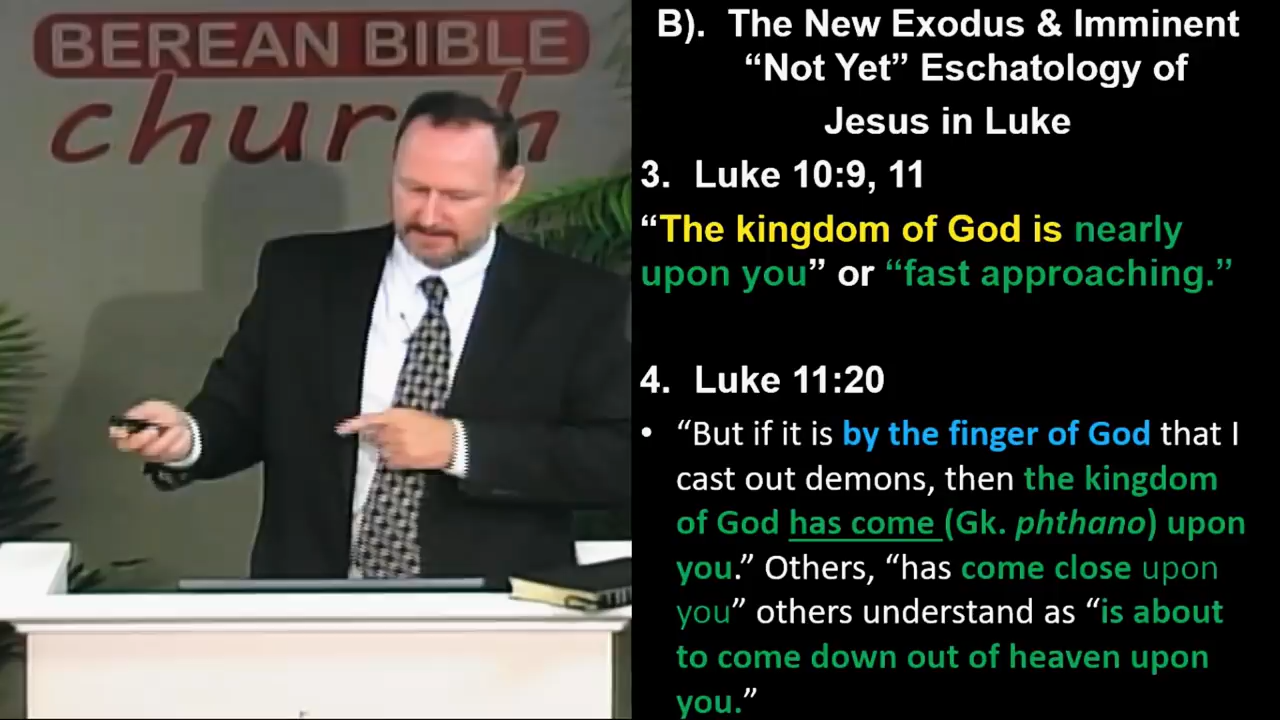 BEREAN BIBLE
church
B). The New Exodus & Imminent
“Not Yet” Eschatology of
Jesus in Luke
3. Luke 10:9, 11
“The kingdom of God is nearly
upon you” or “fast approaching.”
4. Luke 11:20
• “But if it is by the finger of God that I
cast out demons, then the kingdom
of God has come (Gk. phthano) upon
you.” Others, “has come close upon
you” others understand as “is about
to come down out of heaven upon
you.”